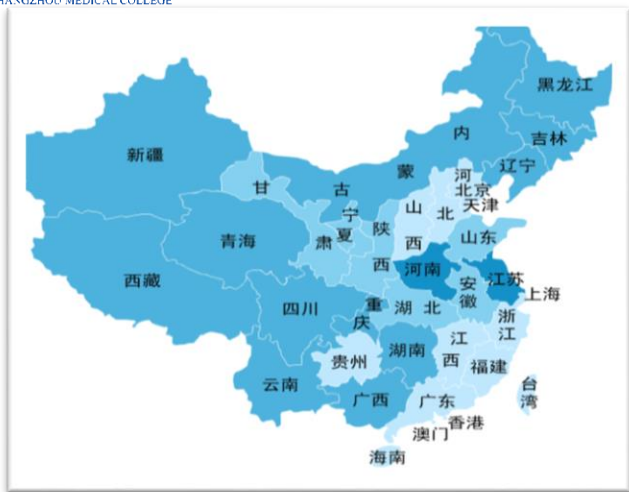 CHANGZHOU MEDICAL COLLEGE
黑龙江
内
吉林
辽宁
新疆
甘
古
蒙
河
北京
天津
宁
夏
山
北
陕
山东
青海
肃
西
西
河南
西藏
安
徽
江苏
上海
四川
重
庆
湖
北
浙
江
江
西
湖南
贵州
福建
云南
广西
广东
台
湾
香港
澳门
海南